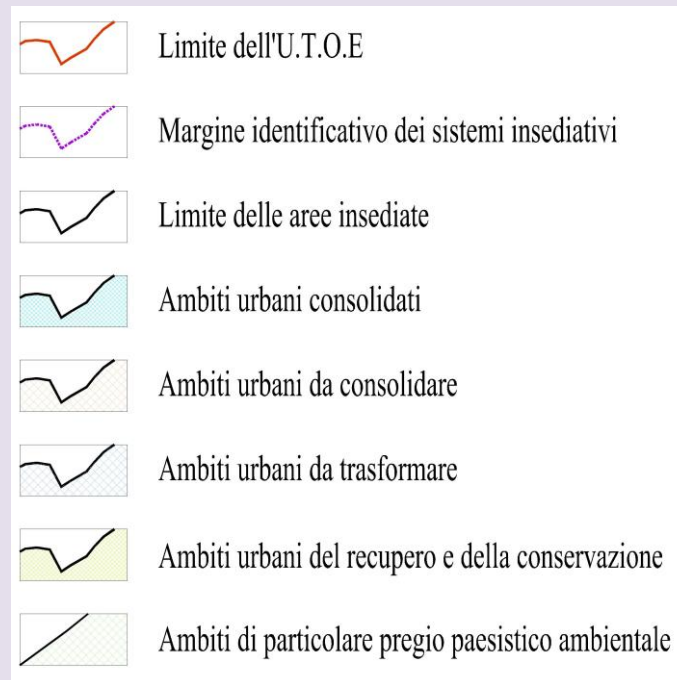 Limite dell'U.T.O.E
Margine identificativo dei sistemi insediativi
Limite delle aree insediate
Ambiti urbani consolidati
Ambiti urbani da consolidare
Ambiti urbani da trasformare
Ambiti urbani del recupero e della conservazione
Ambiti di particolare pregio paesistico ambientale